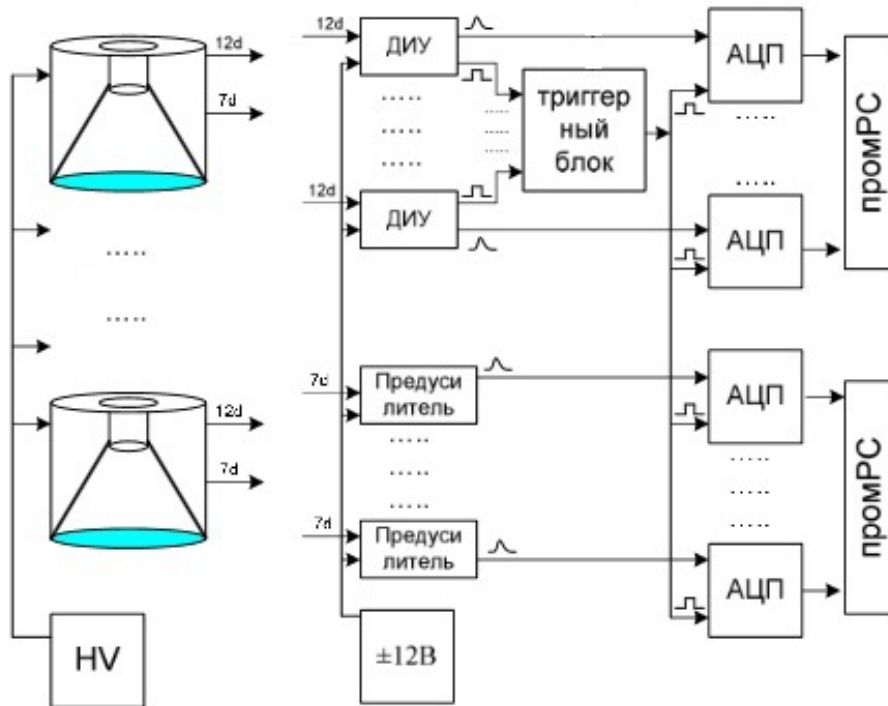 12d
7d
.....
.....
12d
7d
HV
12d
ДИУ
.....
.....
.....
триггер
ный
блок
12d
ДИУ
7d
Предуси
литель
.....
.....
7d
Предуси
литель
±12В
АЦП
.....
.....
АЦП
промPC
АЦП
.....
.....
.....
АЦП
промPC